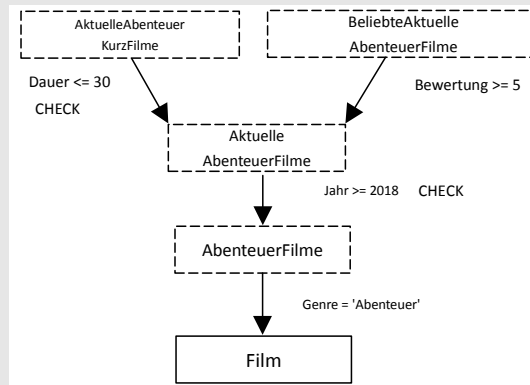 AktuelleAbenteuer
KurzFilme
BeliebteAktuelle
AbenteuerFilme
Dauer <= 30
CHECK
Bewertung >= 5
Aktuelle
AbenteuerFilme
Jahr >= 2018 CHECK
AbenteuerFilme
Genre = 'Abenteuer'
Film